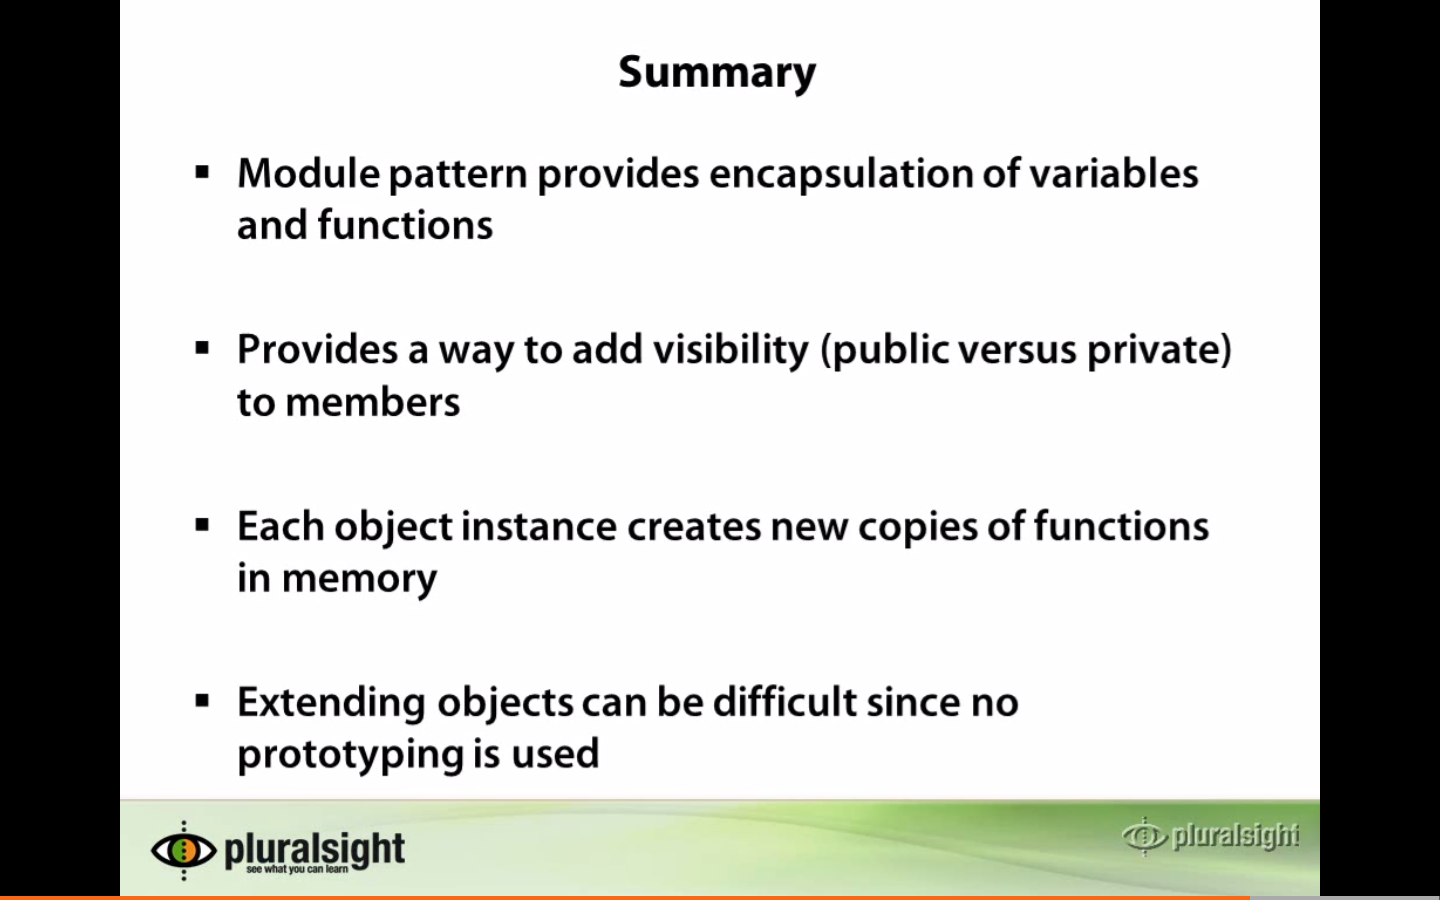 Summary
▪ Module pattern provides encapsulation of variables
and functions
▪ Provides a way to add visibility (public versus private)
to members
▪ Each object instance creates new copies of functions
in memory
▪ Extending objects can be difficult since no
prototyping is used
pluralsight
see what you can learn
pluralsight